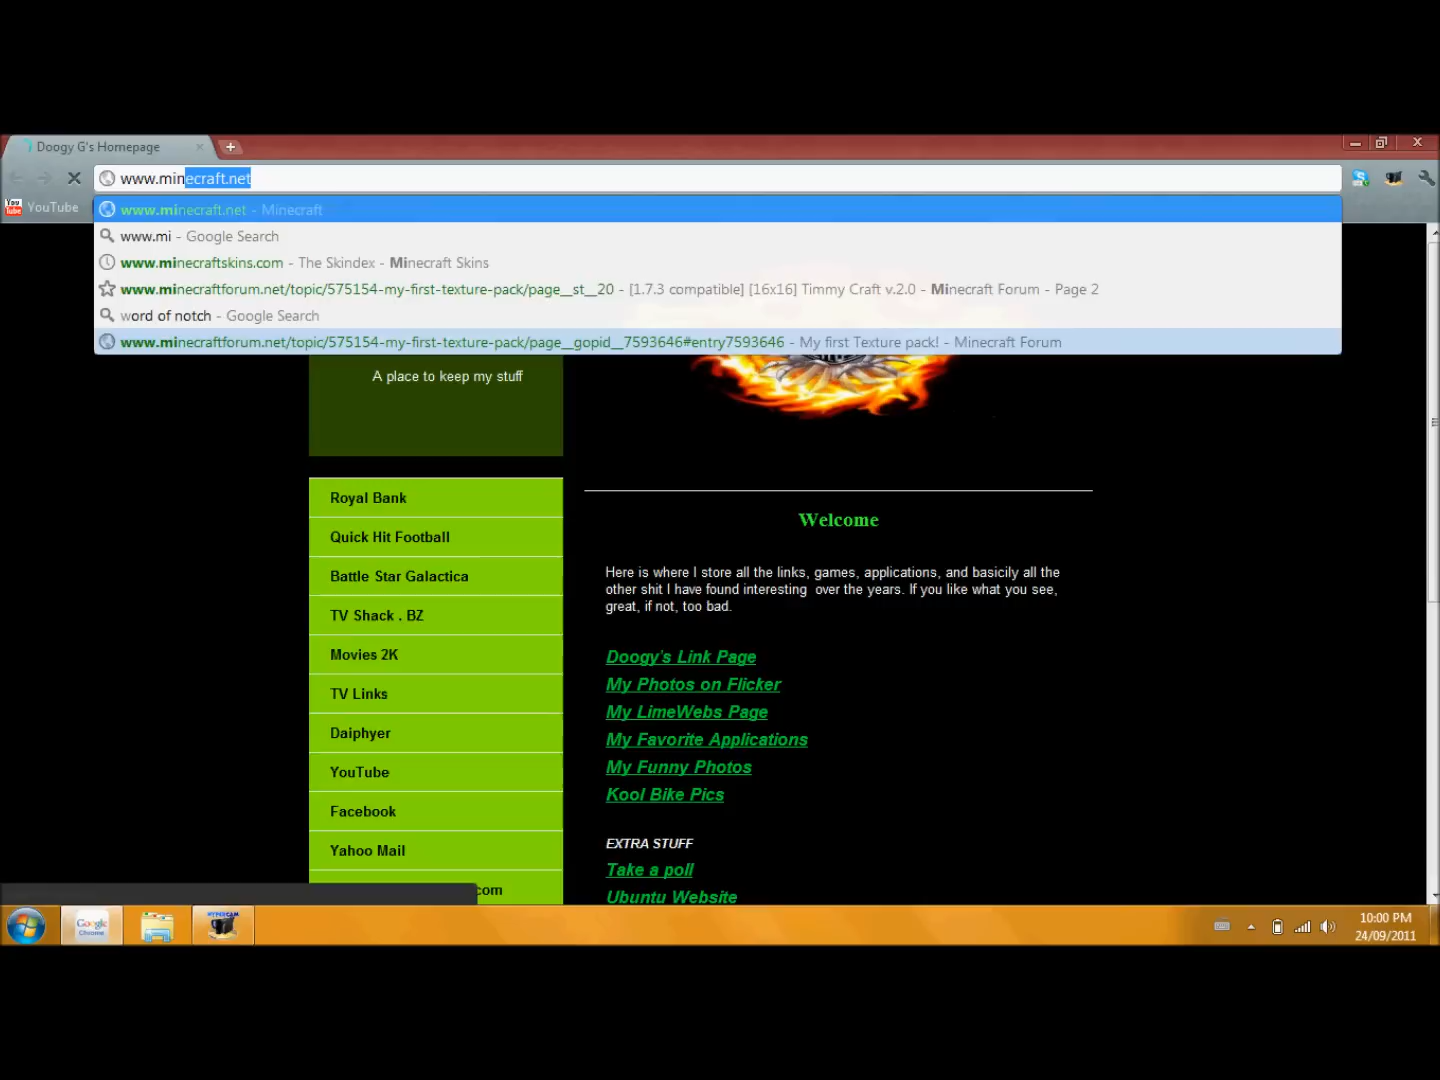 Doogy G's Homepage
www.minecraft.net
You Tube YouTube
www.minecraft.net - Minecraft
www.mi - Google Search
www.minecraftskins.com - The Skindex - Minecraft Skins
www.minecraftforum.net/topic/575154-my-first-texture-pack/page__st__20 - [1.7.3 compatible] [16x16] Timmy Craft v.2.0 - Minecraft Forum - Page 2
word of notch - Google Search
www.minecraftforum.net/topic/575154-my-first-texture-pack/page__gopid__7593646#entry7593646 - My first Texture pack! - Minecraft Forum
A place to keep my stuff
Royal Bank
Quick Hit Football
Battle Star Galactica
TV Shack . BZ
Movies 2K
TV Links
Daiphyer
YouTube
Facebook
Yahoo Mail
com
Welcome
Here is where I store all the links, games, applications, and basicily all the
other shit I have found interesting over the years. If you like what you see,
great, if not, too bad.
Doogy's Link Page
My Photos on Flicker
My LimeWebs Page
My Favorite Applications
My Funny Photos
Kool Bike Pics
EXTRA STUFF
Take a poll
Ubuntu Website
Google
Chrome
HYPERCAM
10:00 PM
24/09/2011